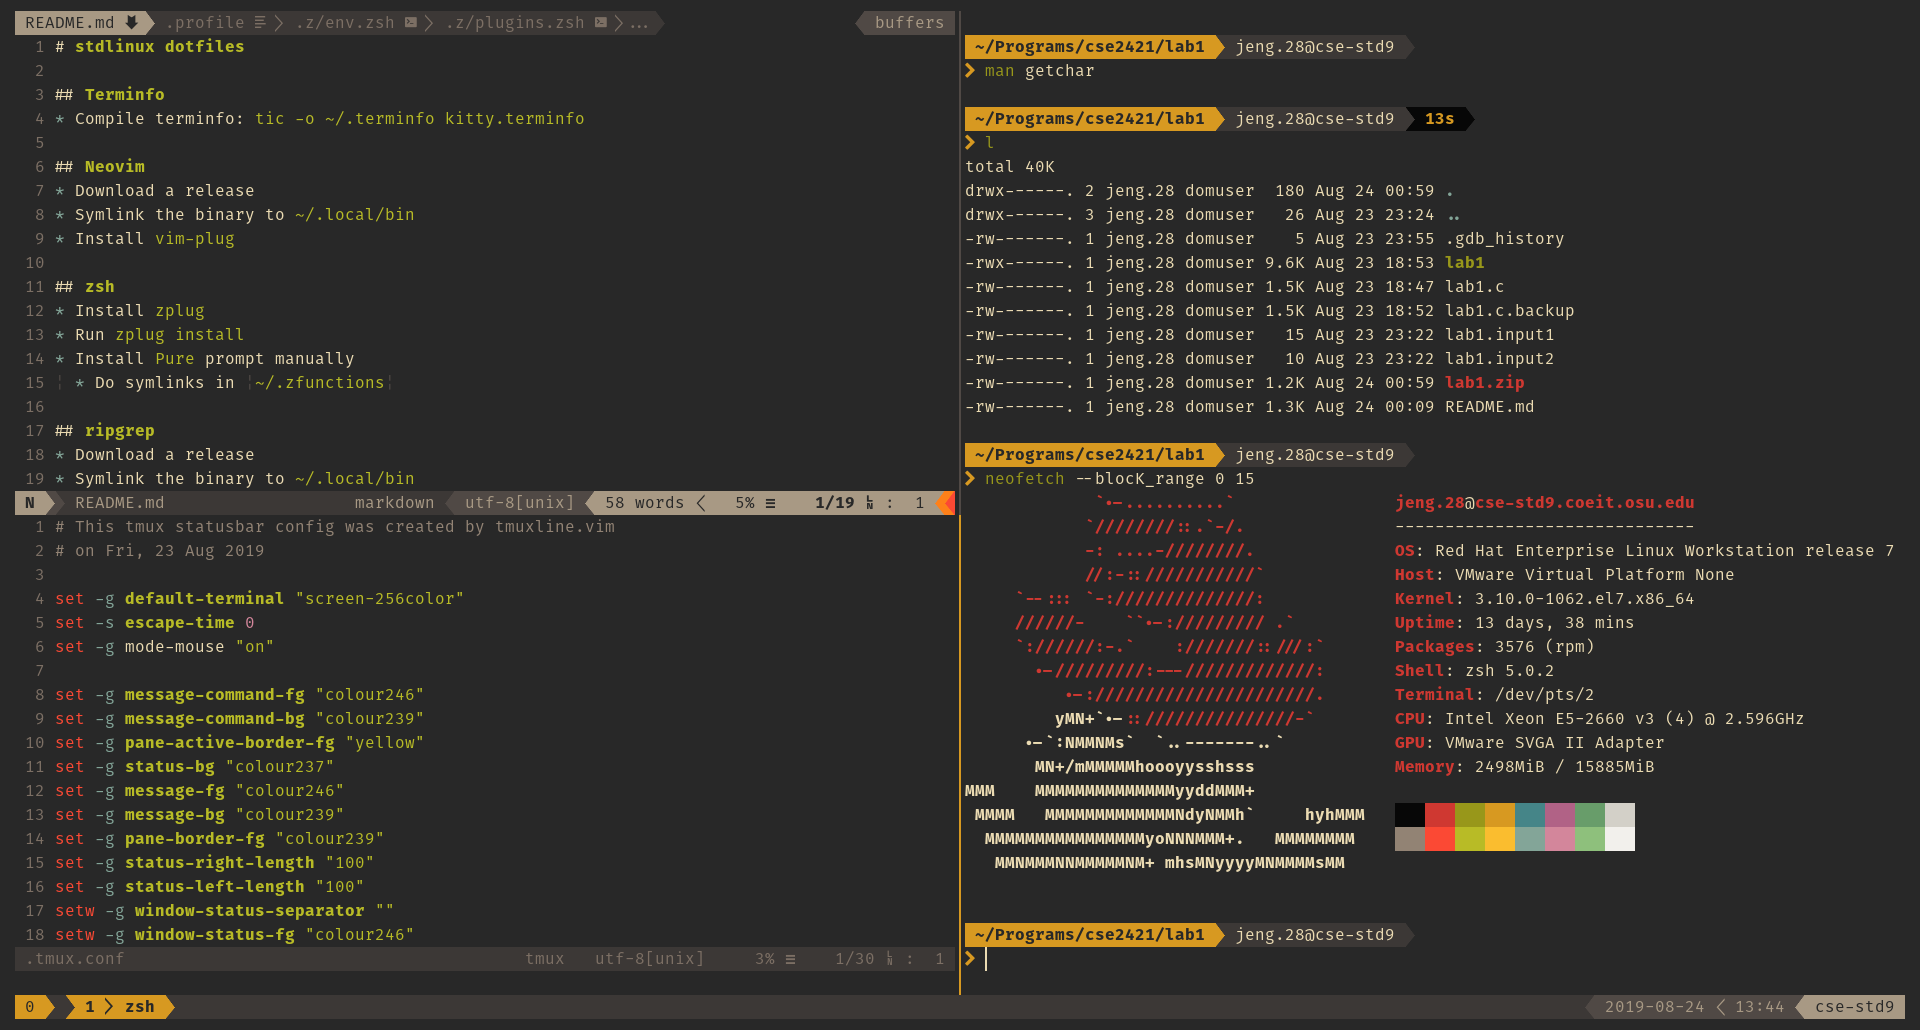 README.md .profile .z/env.zsh .z/plugins.zsh ... buffers
1 # stdlinux dotfiles
2
3 ## Terminfo
4 * Compile terminfo: tic -o ~/.terminfo kitty.terminfo
5
6 ## Neovim
7 * Download a release
8 * Symlink the binary to ~/.local/bin
9 * Install vim-plug
10
11 ## zsh
12 * Install zplug
13 * Run zplug install
14 * Install Pure prompt manually
15 ¦ * Do symlinks in ¦~/.zfunctions¦
16
17 ## ripgrep
18 * Download a release
19 * Symlink the binary to ~/.local/bin
N README.md markdown utf-8[unix] 58 words 5% ≡ 1/19 : 1
1 # This tmux statusbar config was created by tmuxline.vim
2 # on Fri, 23 Aug 2019
3
4 set -g default-terminal "screen-256color"
5 set -s escape-time 0
6 set -g mode-mouse "on"
7
8 set -g message-command-fg "colour246"
9 set -g message-command-bg "colour239"
10 set -g pane-active-border-fg "yellow"
11 set -g status-bg "colour237"
12 set -g message-fg "colour246"
13 set -g message-bg "colour239"
14 set -g pane-border-fg "colour239"
15 set -g status-right-length "100"
16 set -g status-left-length "100"
17 setw -g window-status-separator ""
18 setw -g window-status-fg "colour246"
.tmux.conf tmux utf-8[unix] 3% ≡ 1/30 : 1
~/Programs/cse2421/lab1 jeng.28@cse-std9
❯ man getchar
~/Programs/cse2421/lab1 jeng.28@cse-std9 13s
❯ l
total 40K
drwx------. 2 jeng.28 domuser 180 Aug 24 00:59 .
drwx------. 3 jeng.28 domuser 26 Aug 23 23:24 ..
-rw-------. 1 jeng.28 domuser 5 Aug 23 23:55 .gdb_history
-rwx------. 1 jeng.28 domuser 9.6K Aug 23 18:53 lab1
-rw-------. 1 jeng.28 domuser 1.5K Aug 23 18:47 lab1.c
-rw-------. 1 jeng.28 domuser 1.5K Aug 23 18:52 lab1.c.backup
-rw-------. 1 jeng.28 domuser 15 Aug 23 23:22 lab1.input1
-rw-------. 1 jeng.28 domuser 10 Aug 23 23:22 lab1.input2
-rw-------. 1 jeng.28 domuser 1.2K Aug 24 00:59 lab1.zip
-rw-------. 1 jeng.28 domuser 1.3K Aug 24 00:09 README.md
~/Programs/cse2421/lab1 jeng.28@cse-std9
❯ neofetch --blocK_range 0 15
`.-..........`
`////////::.`-/.
-: ....-////////.
//:-::///////////`
`--::: `-://////////////:
//////-    ``.-:///////// .`
`://////:-.`    :///////::///:`
.-/////////:---/////////////:
.-://////////////////////.
yMN+`.-::///////////////-`
.-`:NMMNMs`  `..-------..`
MN+/mMMMMMhoooyysshsss
MMM    MMMMMMMMMMMMMMyyddMMM+
MMMM   MMMMMMMMMMMMMNdyNMMh`     hyhMMM
MMMMMMMMMMMMMMMMyoNNNMMM+.   MMMMMMMM
MMNMMMNNMMMMMNM+ mhsMNyyyyMNMMMMsMM
jeng.28@cse-std9.coeit.osu.edu
------------------------------
OS: Red Hat Enterprise Linux Workstation release 7
Host: VMware Virtual Platform None
Kernel: 3.10.0-1062.el7.x86_64
Uptime: 13 days, 38 mins
Packages: 3576 (rpm)
Shell: zsh 5.0.2
Terminal: /dev/pts/2
CPU: Intel Xeon E5-2660 v3 (4) @ 2.596GHz
GPU: VMware SVGA II Adapter
Memory: 2498MiB / 15885MiB
~/Programs/cse2421/lab1 jeng.28@cse-std9
❯
0 1 zsh 2019-08-24 13:44 cse-std9